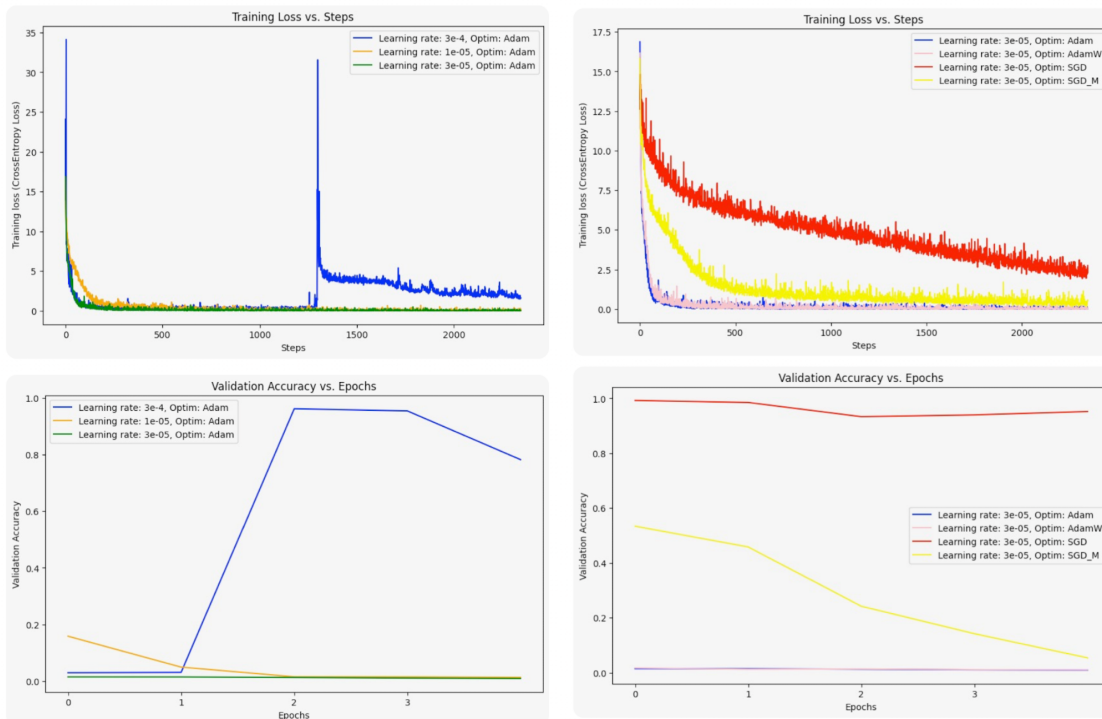 Training Loss vs. Steps
Training loss (CrossEntropy Loss)
35
30
25
20
15
10
5
0
Learning rate: 3e-4, Optim: Adam
Learning rate: 1e-05, Optim: Adam
Learning rate: 3e-05, Optim: Adam
0 500 1000 1500 2000
Steps
Training Loss vs. Steps
Training loss (CrossEntropy Loss)
17.5
15.0
12.5
10.0
7.5
5.0
2.5
0.0
Learning rate: 3e-05, Optim: Adam
Learning rate: 3e-05, Optim: AdamW
Learning rate: 3e-05, Optim: SGD
Learning rate: 3e-05, Optim: SGD_M
0 500 1000 1500 2000
Steps
Validation Accuracy vs. Epochs
Validation Accuracy
1.0
0.8
0.6
0.4
0.2
0.0
Learning rate: 3e-4, Optim: Adam
Learning rate: 1e-05, Optim: Adam
Learning rate: 3e-05, Optim: Adam
0 1 2 3
Epochs
Validation Accuracy vs. Epochs
Validation Accuracy
1.0
0.8
0.6
0.4
0.2
0.0
Learning rate: 3e-05, Optim: Adam
Learning rate: 3e-05, Optim: AdamW
Learning rate: 3e-05, Optim: SGD
Learning rate: 3e-05, Optim: SGD_M
0 1 2 3
Epochs